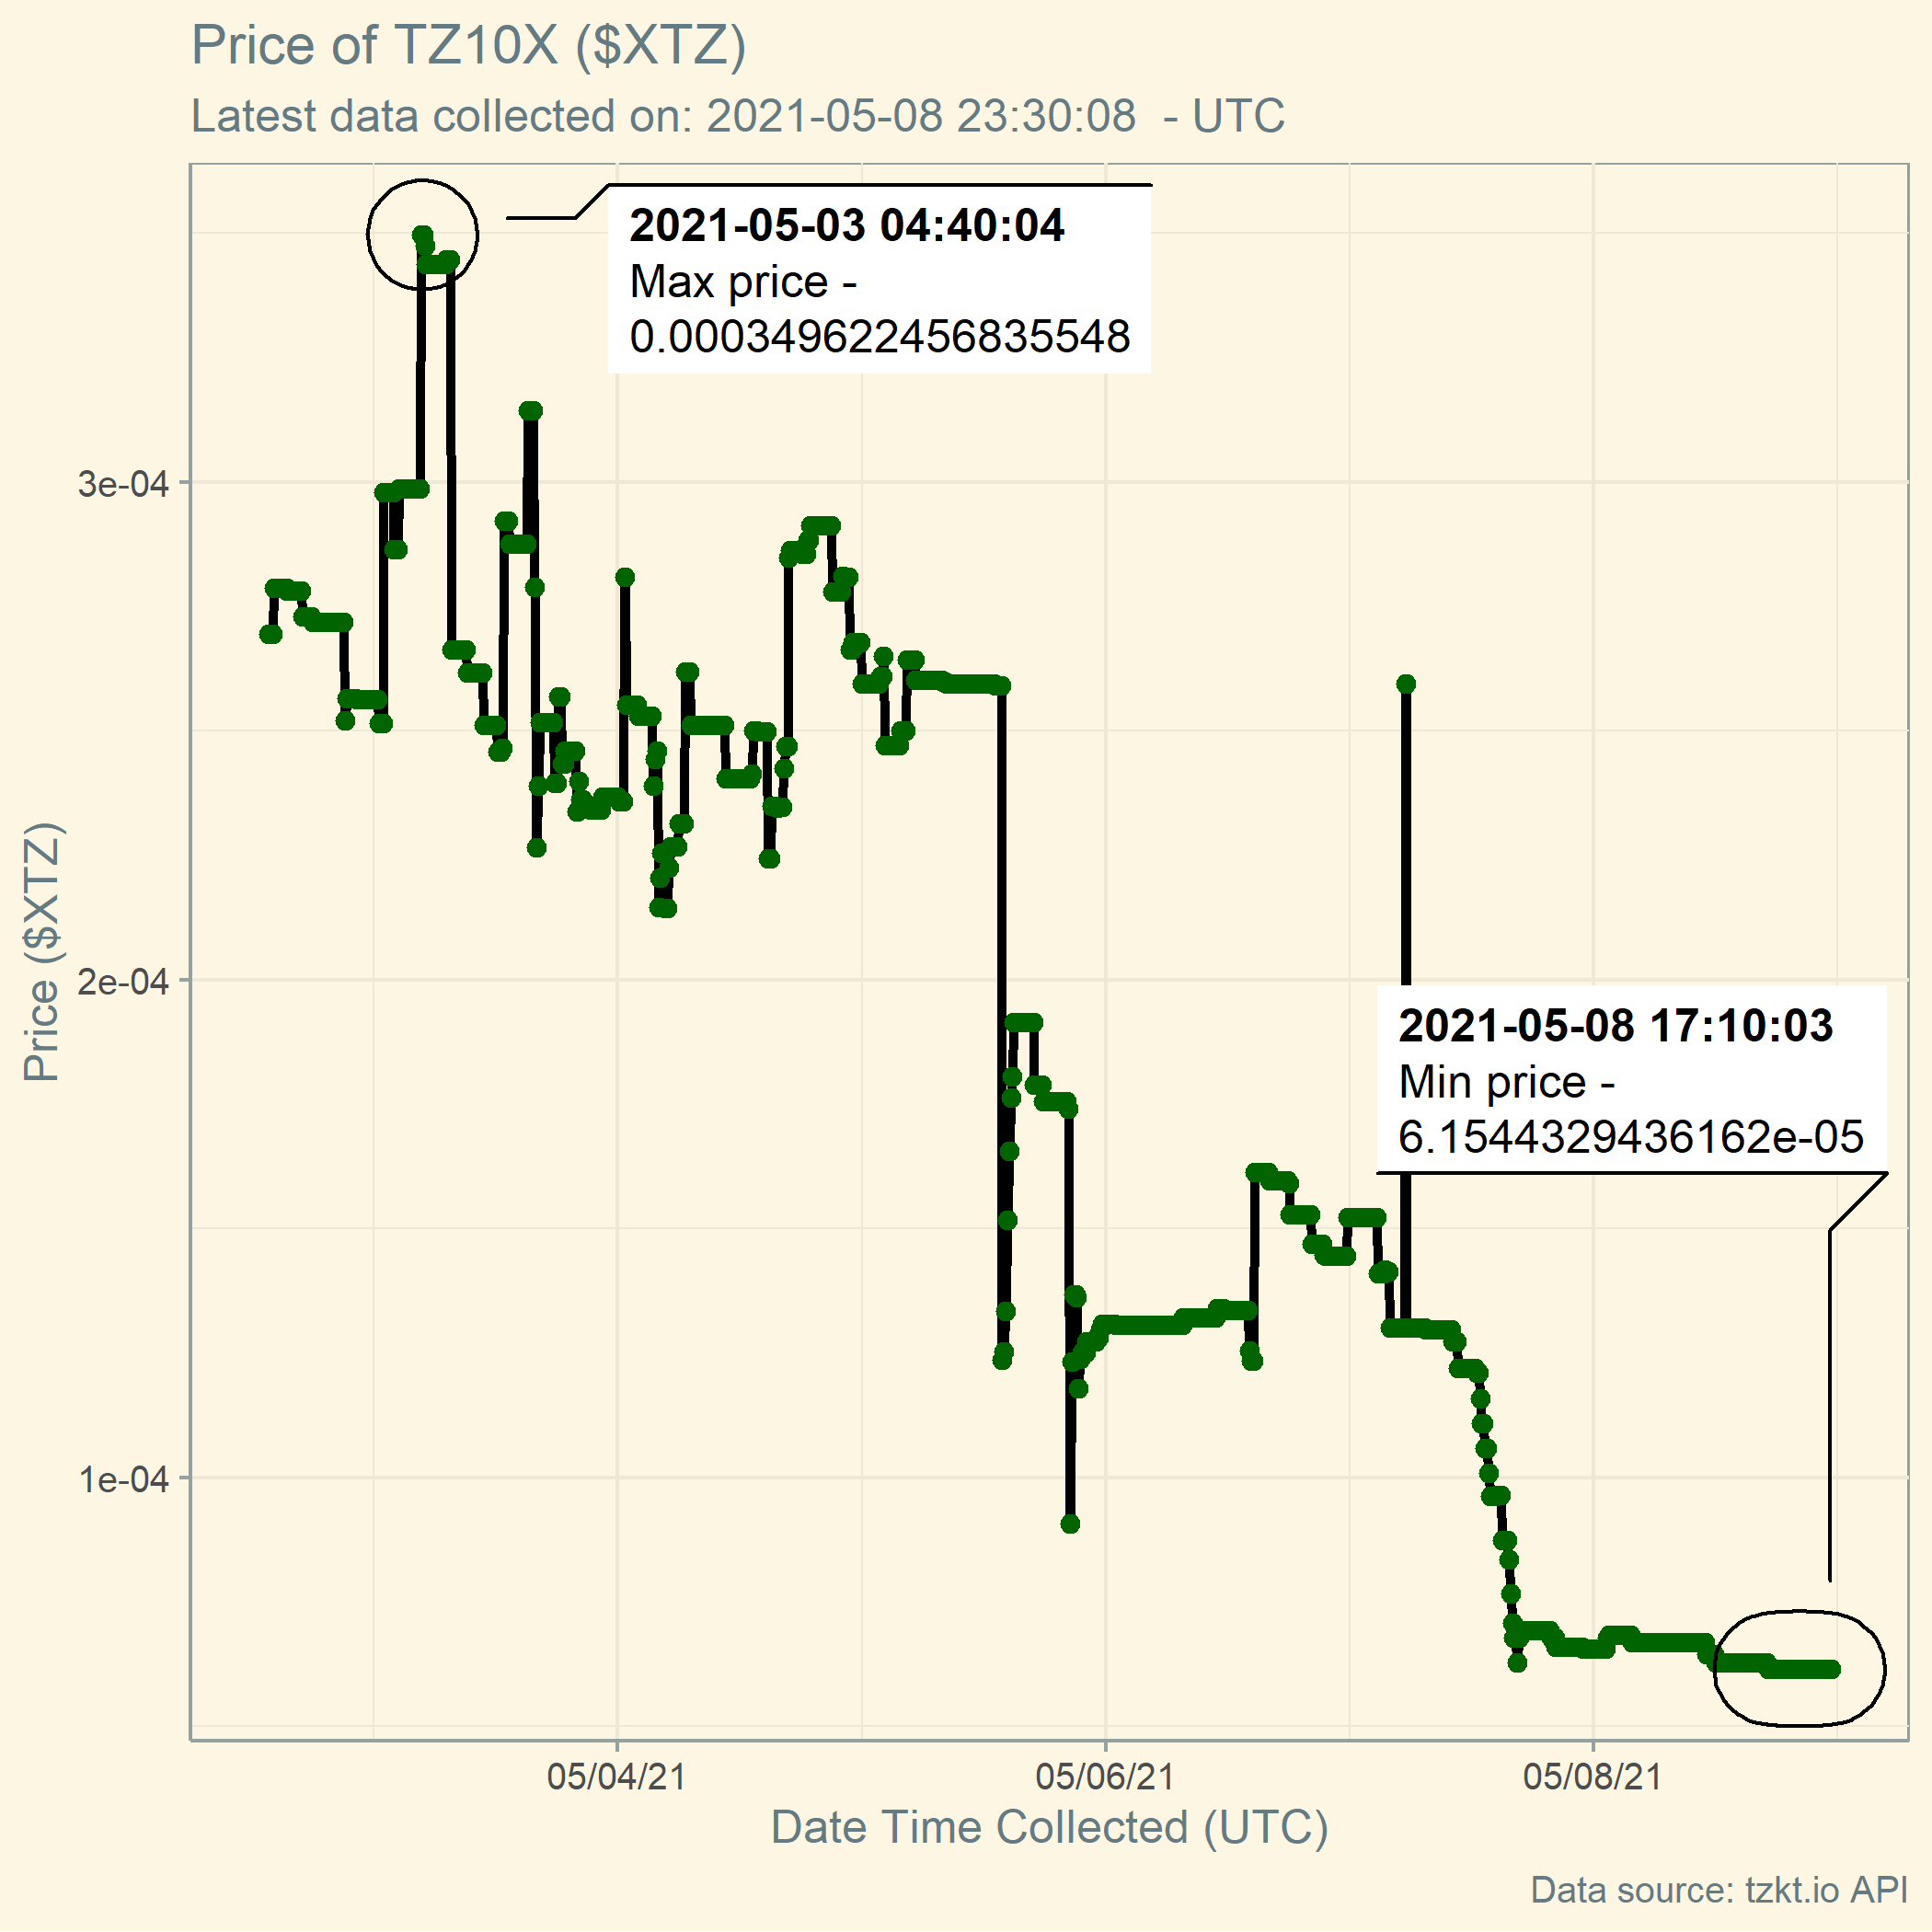 Price of TZ10X ($XTZ)
Latest data collected on: 2021-05-08 23:30:08  - UTC
2021-05-03 04:40:04
Max price -
0.000349622456835548
3e-04
2e-04
1e-04
Price ($XTZ)
2021-05-08 17:10:03
Min price -
6.1544329436162e-05
05/04/21
05/06/21
05/08/21
Date Time Collected (UTC)
Data source: tzkt.io API